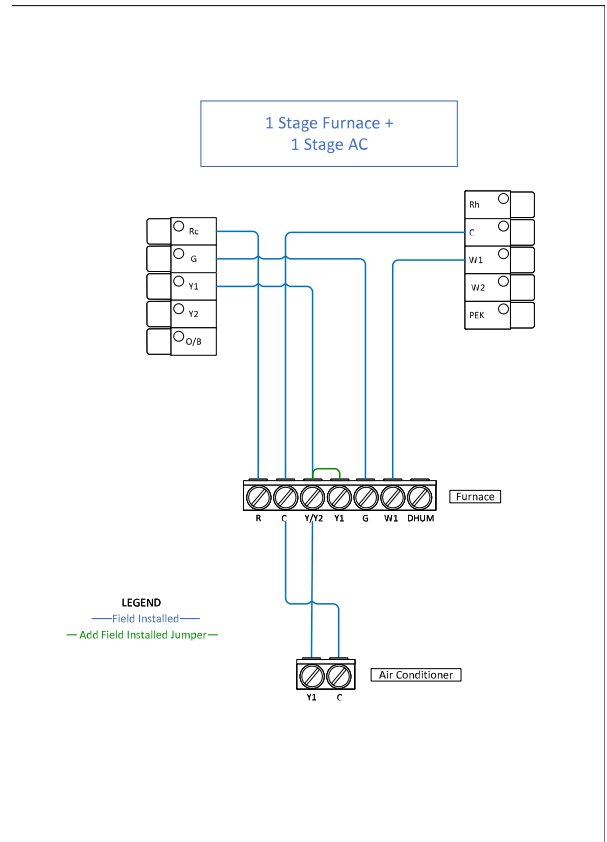 1 Stage Furnace +
1 Stage AC
Rc
G
Y1
Y2
O/B
Rh
C
W1
W2
PEK
R C Y/Y2 Y1 G W1 DHUM
Furnace
LEGEND
Field Installed
Add Field Installed Jumper
Y1 C
Air Conditioner